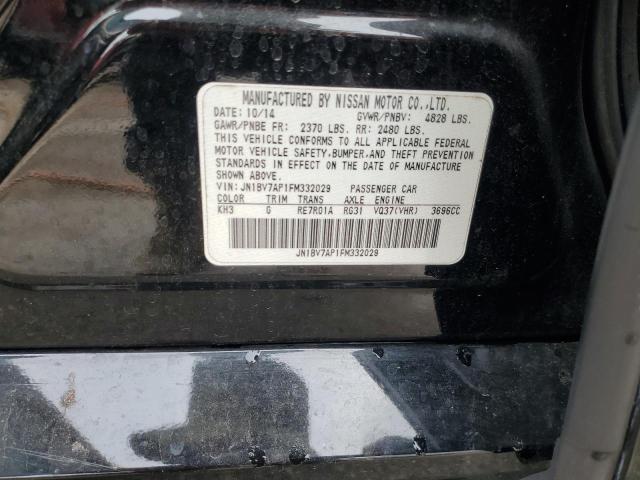 MANUFACTURED BY NISSAN MOTOR CO.,LTD.
DATE: 10/14 GVWR/PNBV: 4828 LBS.
GAWR/PNBE FR: 2370 LBS. RR: 2480 LBS.
THIS VEHICLE CONFORMS TO ALL APPLICABLE FEDERAL
MOTOR VEHICLE SAFETY,BUMPER,AND THEFT PREVENTION
STANDARDS IN EFFECT ON THE DATE OF MANUFACTURE
SHOWN ABOVE.
VIN: JN1BV7AP1FM332029 PASSENGER CAR
COLOR TRIM TRANS AXLE ENGINE
KH3 G RE7R01A RG31 VQ37(VHR) 3696CC
JN1BV7AP1FM332029